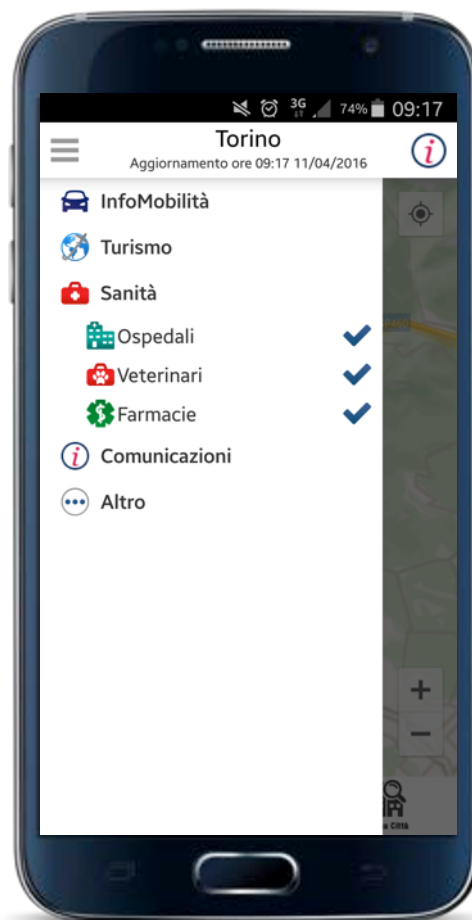 3G 74% 09:17
Torino
Aggiornamento ore 09:17 11/04/2016
InfoMobilità
Turismo
Sanità
Ospedali
Veterinari
Farmacie
Comunicazioni
Altro
Città